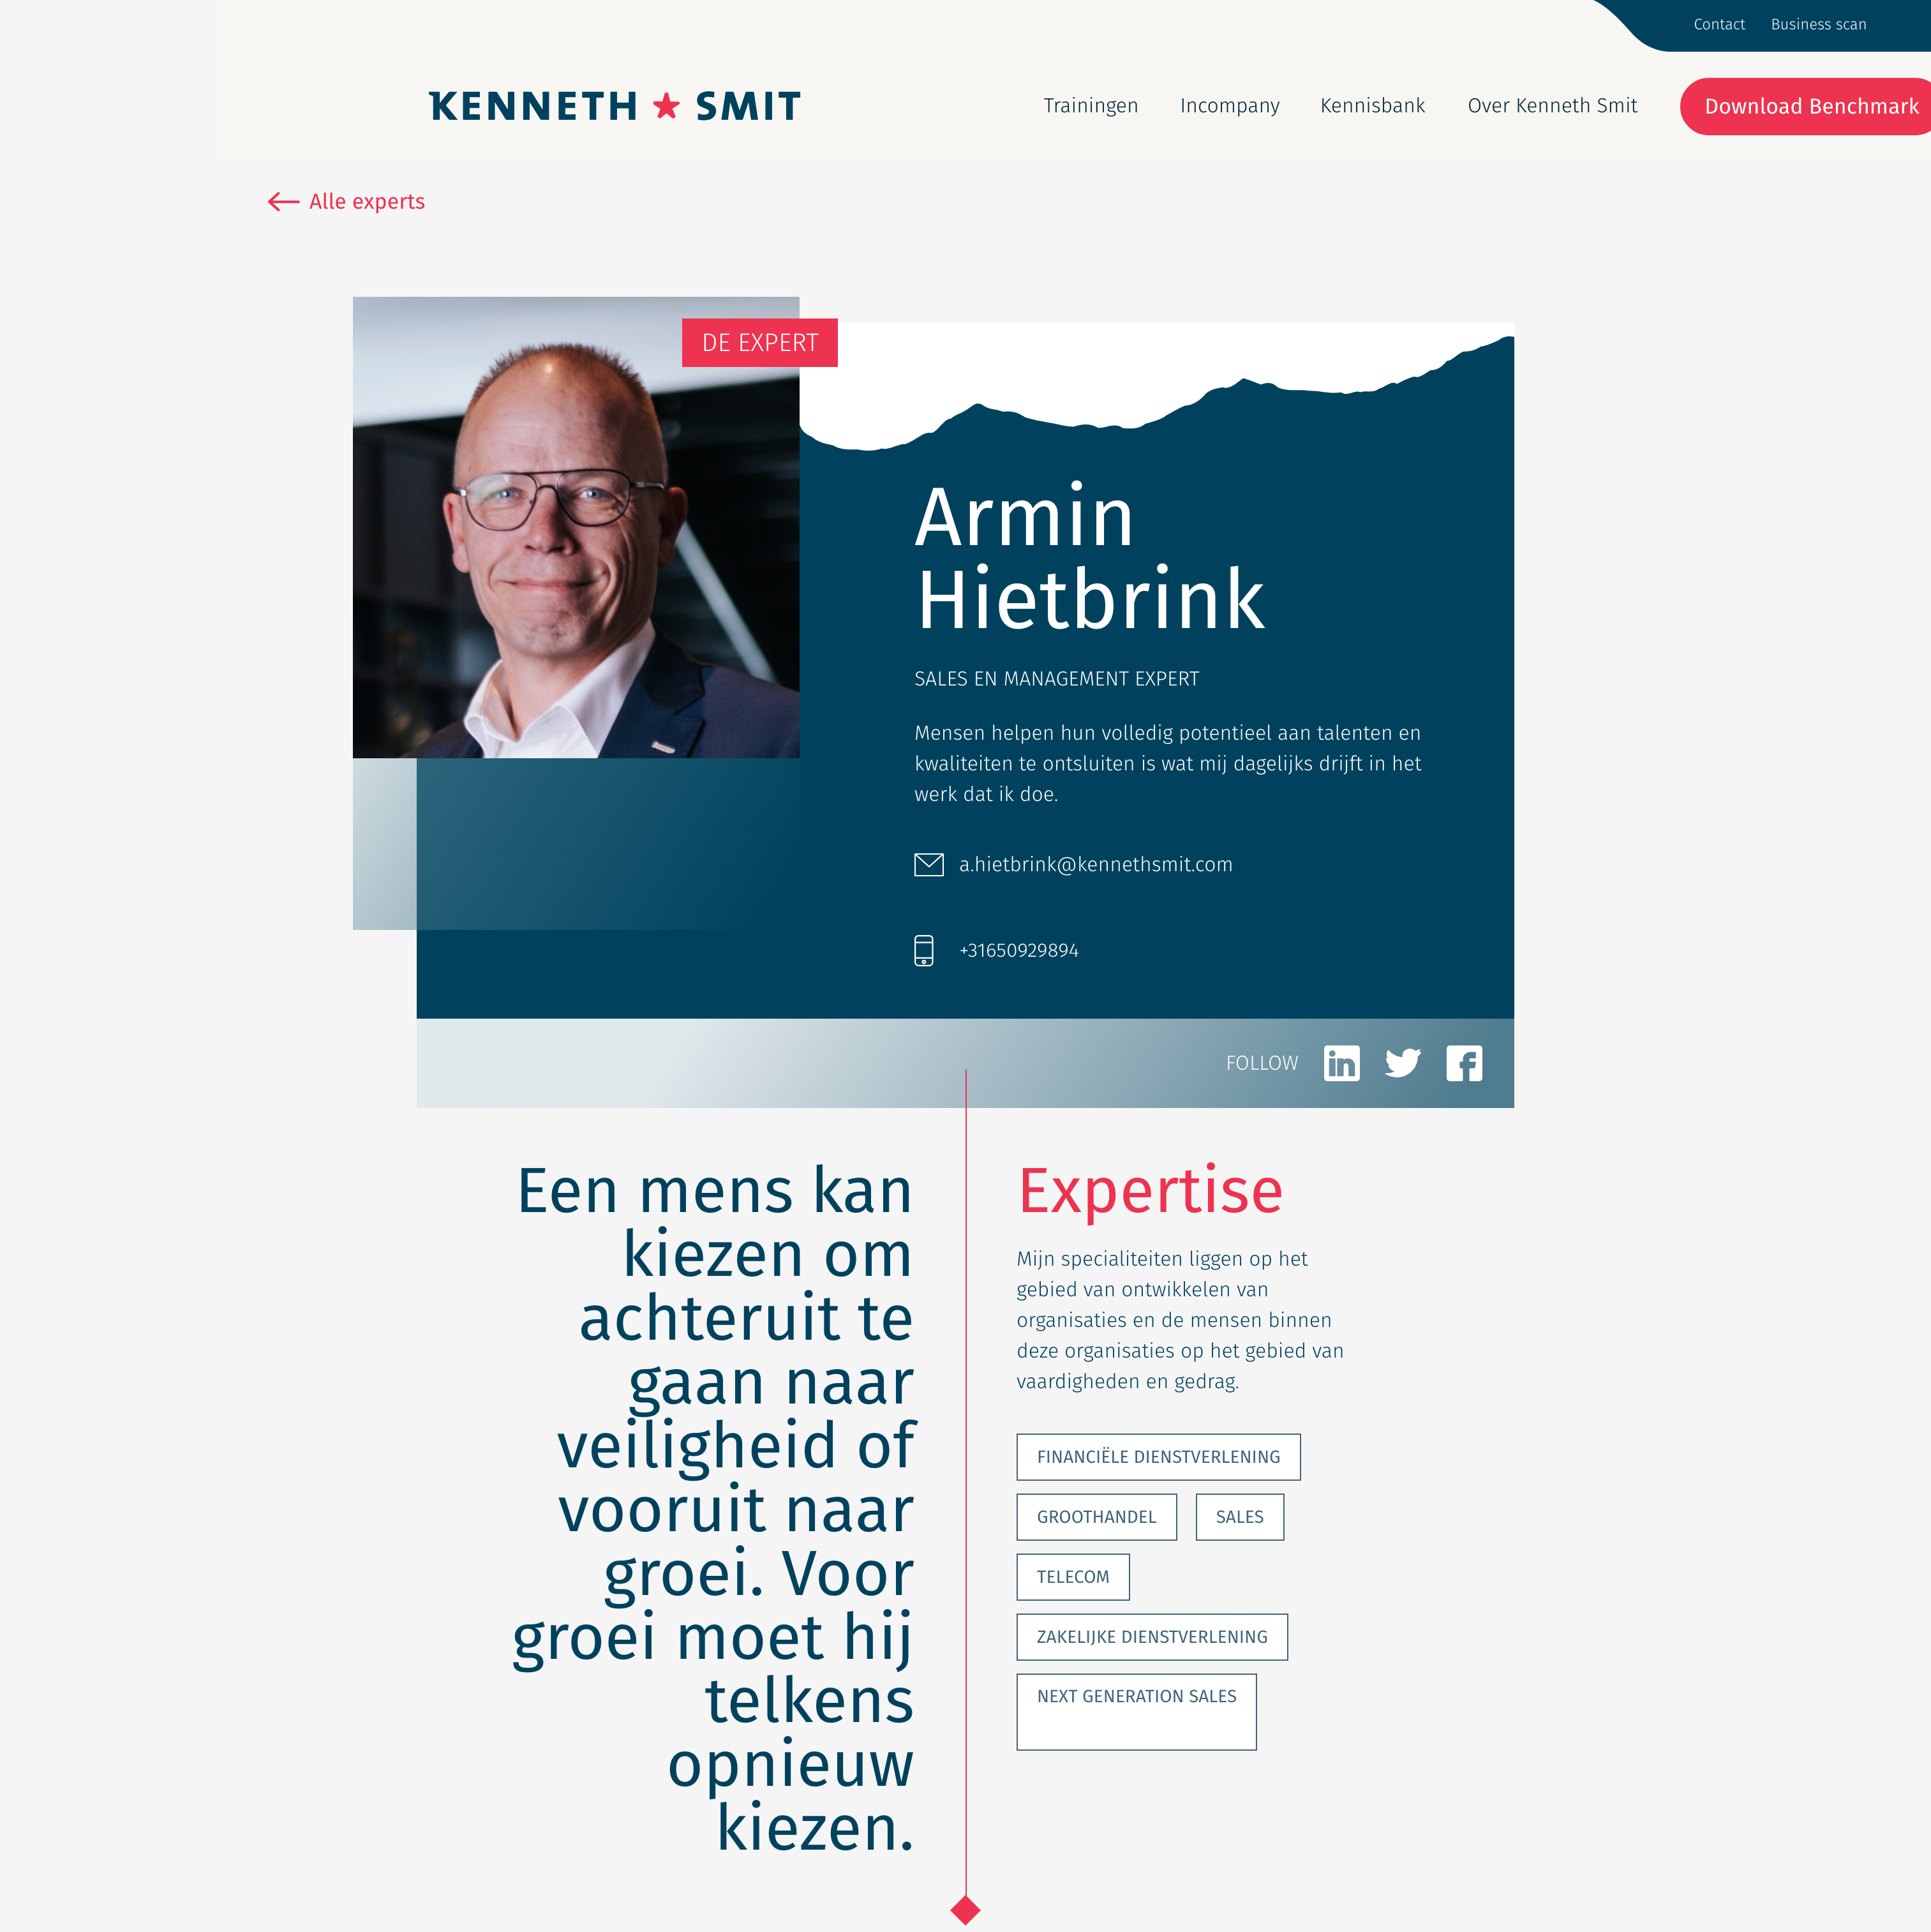 Contact Business scan
KENNETH SMIT
Trainingen Incompany Kennisbank Over Kenneth Smit Download Benchmark
Alle experts
DE EXPERT
Armin
Hietbrink
SALES EN MANAGEMENT EXPERT
Mensen helpen hun volledig potentieel aan talenten en
kwaliteiten te ontsluiten is wat mij dagelijks drijft in het
werk dat ik doe.
a.hietbrink@kennethsmit.com
+31650929894
FOLLOW
Een mens kan
kiezen om
achteruit te
gaan naar
veiligheid of
vooruit naar
groei. Voor
groei moet hij
telkens
opnieuw
kiezen.
Expertise
Mijn specialiteiten liggen op het
gebied van ontwikkelen van
organisaties en de mensen binnen
deze organisaties op het gebied van
vaardigheden en gedrag.
FINANCIËLE DIENSTVERLENING
GROOTHANDEL SALES
TELECOM
ZAKELIJKE DIENSTVERLENING
NEXT GENERATION SALES